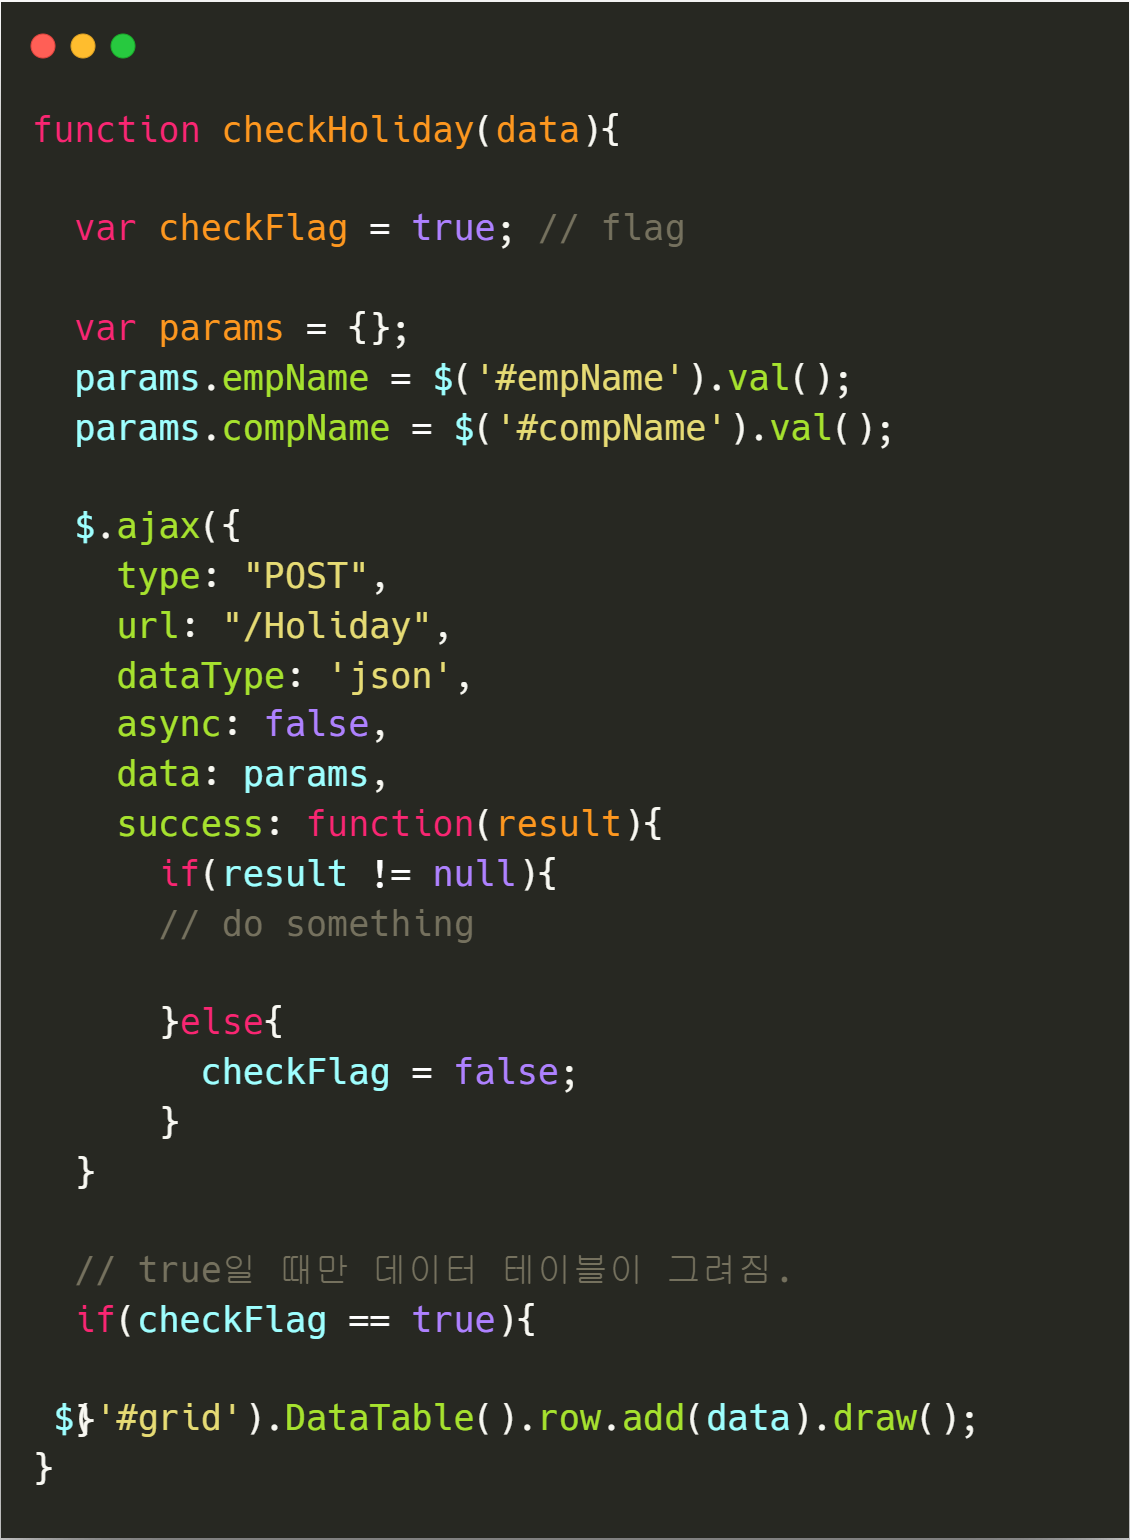 function checkHoliday(data){
var checkFlag = true; // flag
var params = {};
params.empName = $('#empName').val();
params.compName = $('#compName').val();
$.ajax({
type: "POST",
url: "/Holiday",
dataType: 'json',
async: false,
data: params,
success: function(result){
if(result != null){
// do something
}else{
checkFlag = false;
}
}
// true일 때만 데이터 테이블이 그려짐.
if(checkFlag == true){
$('#grid').DataTable().row.add(data).draw();
}
}